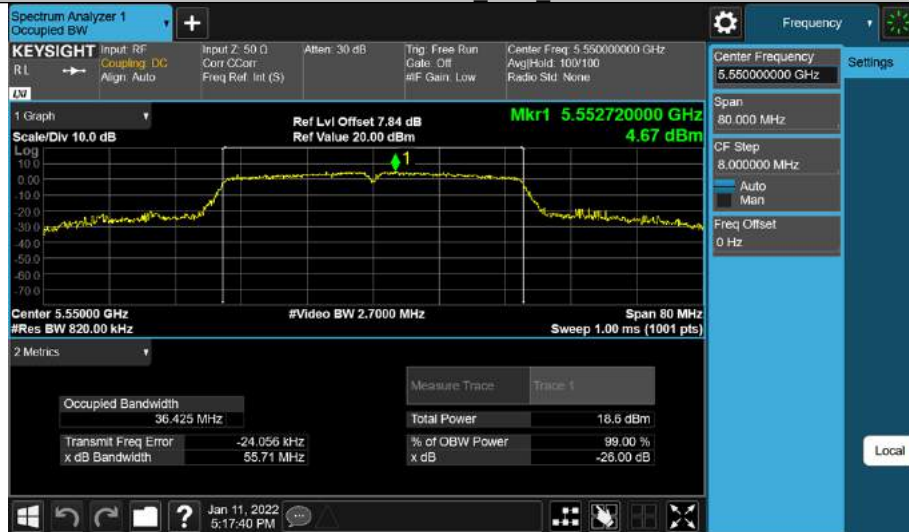 Spectrum Analyzer 1
Occupied BW
+
Frequency
KEYSIGHT
RL
LXI
Input: RF
Coupling: DC
Align: Auto
Input Z: 50 Ω
Corr CCorr
Freq Ref: Int (S)
Atten: 30 dB
Trig: Free Run
Gate: Off
#IF Gain: Low
Center Freq: 5.550000000 GHz
Avg|Hold: 100/100
Radio Std: None
Center Frequency
5.550000000 GHz
Settings
Span
80.000 MHz
CF Step
8.000000 MHz
Auto
Man
Freq Offset
0 Hz
Local
1 Graph
Scale/Div 10.0 dB
Ref Lvl Offset 7.84 dB
Ref Value 20.00 dBm
Mkr1 5.552720000 GHz
4.67 dBm
Log
10.0
0.00
-10.0
-20.0
-30.0
-40.0
-50.0
-60.0
-70.0
1
Center 5.55000 GHz
#Res BW 820.00 kHz
#Video BW 2.7000 MHz
Span 80 MHz
Sweep 1.00 ms (1001 pts)
2 Metrics
Measure Trace Trace 1
Occupied Bandwidth
36.425 MHz
Total Power 18.6 dBm
Transmit Freq Error -24.056 kHz
% of OBW Power 99.00 %
x dB Bandwidth 55.71 MHz
x dB -26.00 dB
?
Jan 11, 2022
5:17:40 PM